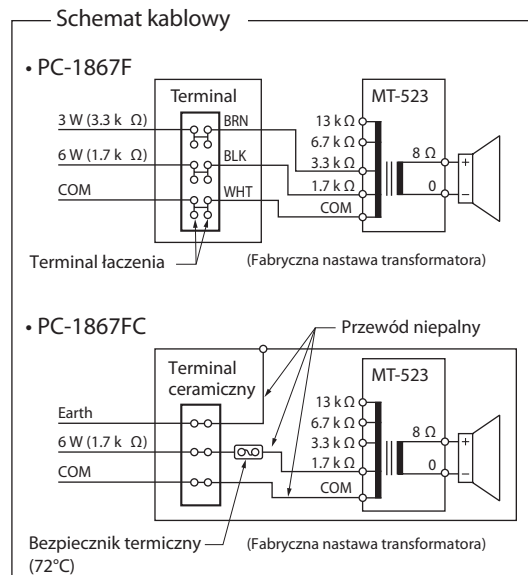 Schemat kablowy
• PC-1867F
Terminal
MT-523
3 W (3.3 k Ω)
BRN
13 k Ω
6.7 k Ω
6 W (1.7 k Ω)
BLK
3.3 k Ω
8 Ω
+
1.7 k Ω
0
−
COM
WHT
COM
Terminal łaczenia
(Fabryczna nastawa transformatora)
• PC-1867FC
Przewód niepalny
Terminal
ceramiczny
MT-523
13 k Ω
Earth
6.7 k Ω
6 W (1.7 k Ω)
3.3 k Ω
8 Ω
+
1.7 k Ω
0
−
COM
COM
Bezpiecznik termiczny
(72°C)
(Fabryczna nastawa transformatora)